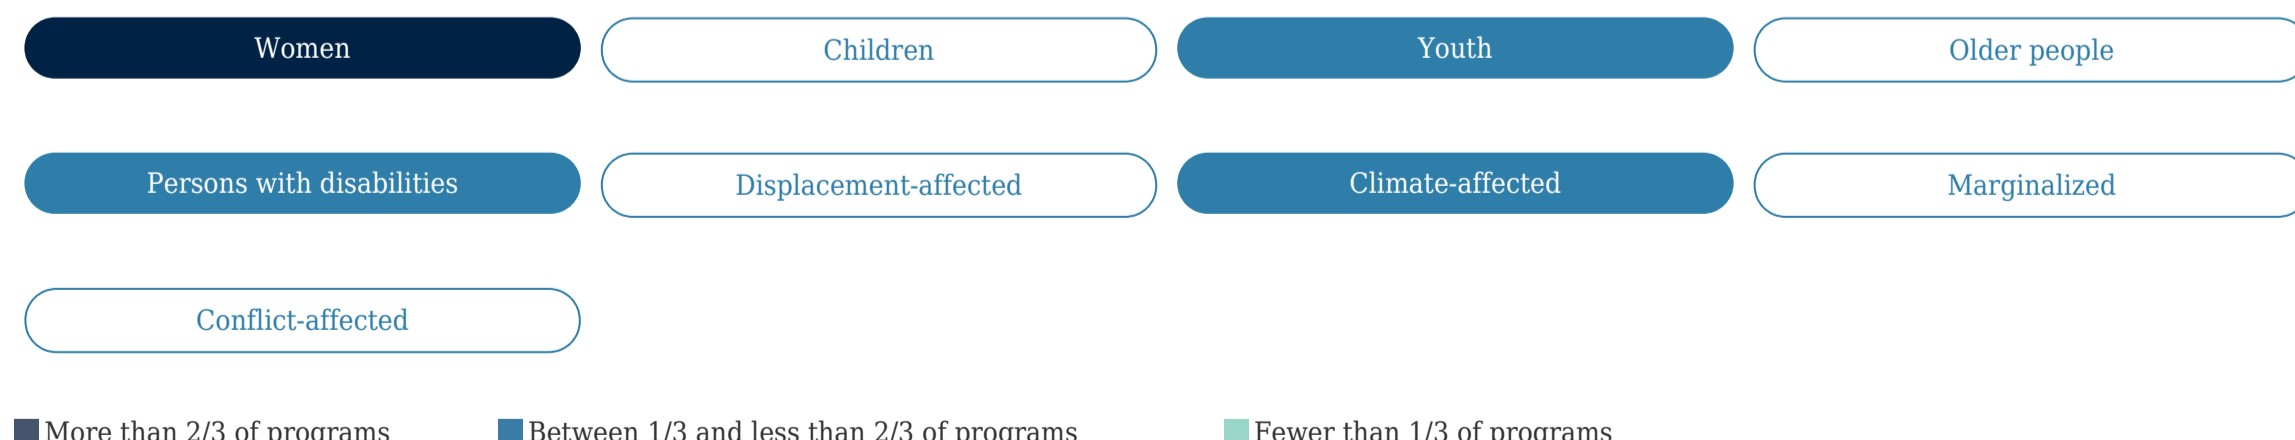 Women
Children
Youth
Older people
Persons with disabilities
Displacement-affected
Climate-affected
Marginalized
Conflict-affected
More than 2/3 of programs
Between 1/3 and less than 2/3 of programs
Fewer than 1/3 of programs